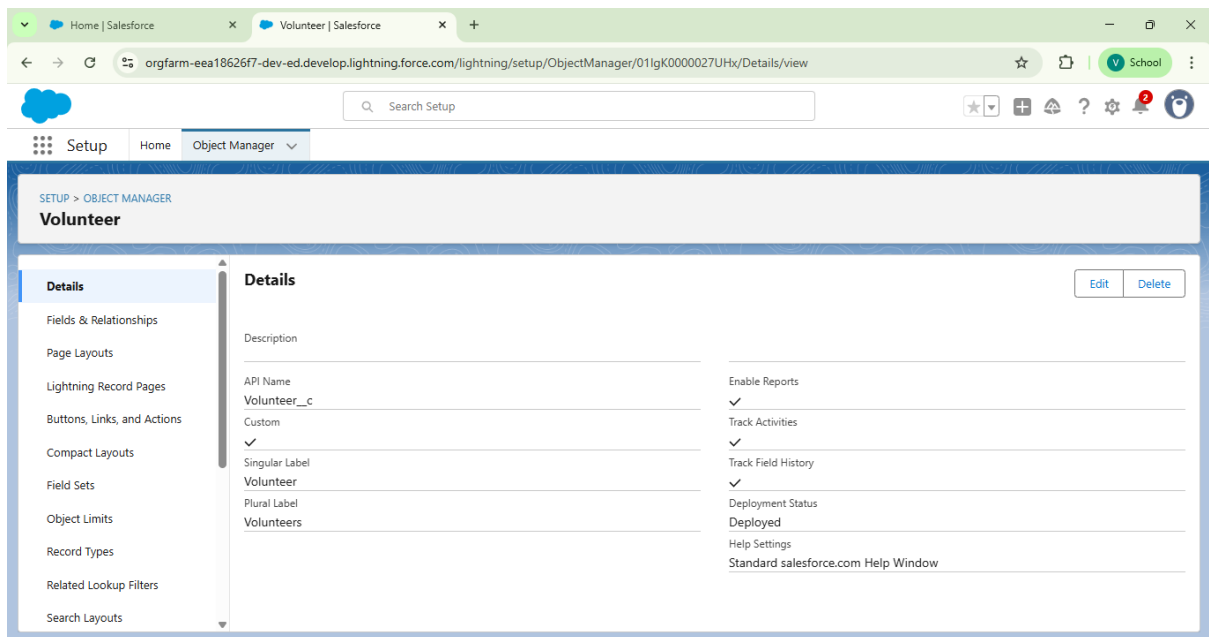 Home | Salesforce
Volunteer | Salesforce
orgfarm-eea18626f7-dev-ed.develop.lightning.force.com/lightning/setup/ObjectManager/01IgK0000027UHx/Details/view
V School
Search Setup
2
Setup Home Object Manager
SETUP > OBJECT MANAGER
Volunteer
Details
Fields & Relationships
Page Layouts
Lightning Record Pages
Buttons, Links, and Actions
Compact Layouts
Field Sets
Object Limits
Record Types
Related Lookup Filters
Search Layouts
Details
Edit Delete
Description
API Name
Volunteer__c
Custom
Singular Label
Volunteer
Plural Label
Volunteers
Enable Reports
Track Activities
Track Field History
Deployment Status
Deployed
Help Settings
Standard salesforce.com Help Window